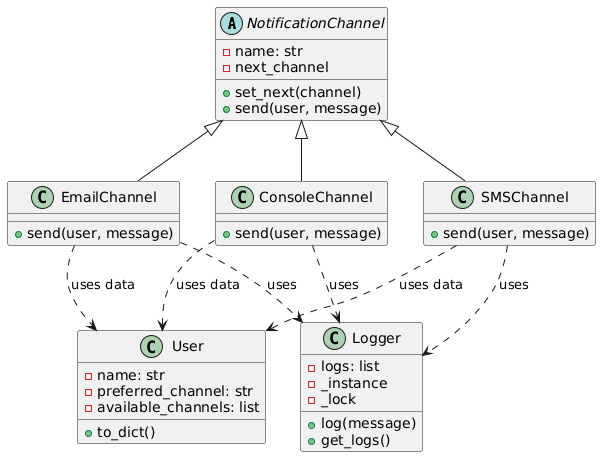 A NotificationChannel
name: str
next_channel
set_next(channel)
send(user, message)
C EmailChannel
send(user, message)
C ConsoleChannel
send(user, message)
C SMSChannel
send(user, message)
uses data
uses
uses data
uses
uses data
uses
C User
name: str
preferred_channel: str
available_channels: list
to_dict()
C Logger
logs: list
_instance
_lock
log(message)
get_logs()